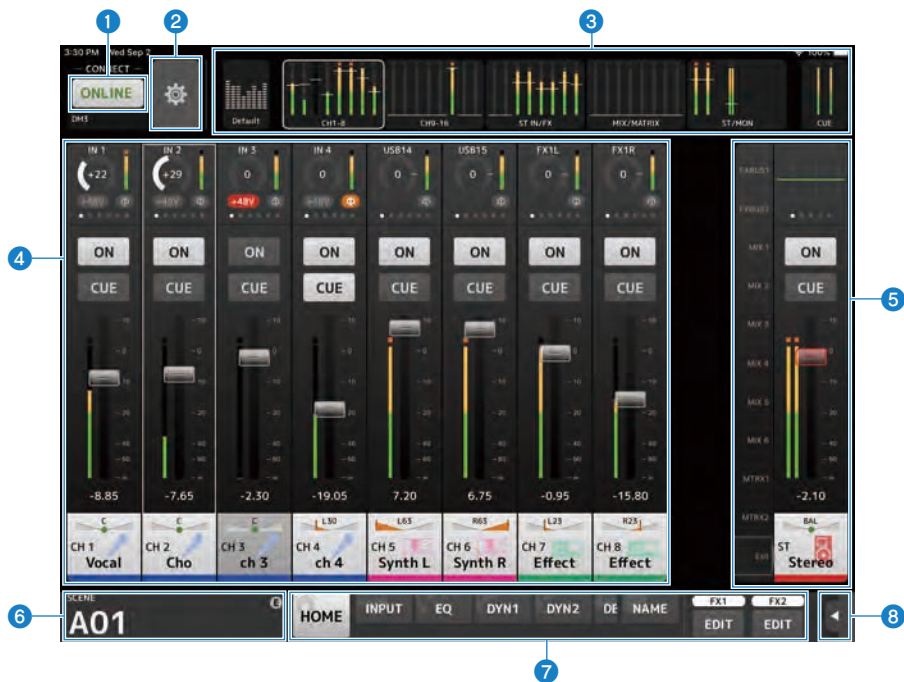 1 2 3
3:30 PM Wed Sep 2 100%
CONNECT
ONLINE
DM3
Default CH1-8 CH9-16 ST IN/FX MIX/MATRIX ST/MON CUE
IN 1 IN 2 IN 3 IN 4 USB14 USB15 FX1L FX1R
+22 +29 0 0 0 0 0 0
+48V +48V +48V +48V
4
ON ON ON ON ON ON ON ON ON
CUE CUE CUE CUE CUE CUE CUE CUE CUE
5
MIX 1
MIX 2
MIX 3
MIX 4
MIX 5
MIX 6
MTRX1
MTRX2
Exit
-8.85 -7.65 -2.30 -19.05 7.20 6.75 -0.95 -15.80 -2.10
C C C L30 L63 R63 L23 R23 BAL
CH 1 CH 2 CH 3 CH 4 CH 5 CH 6 CH 7 CH 8 ST
Vocal Cho ch 3 ch 4 Synth L Synth R Effect Effect Stereo
6
SCENE
A01
HOME INPUT EQ DYN1 DYN2 DE NAME
FX1 FX2
EDIT EDIT
8
7